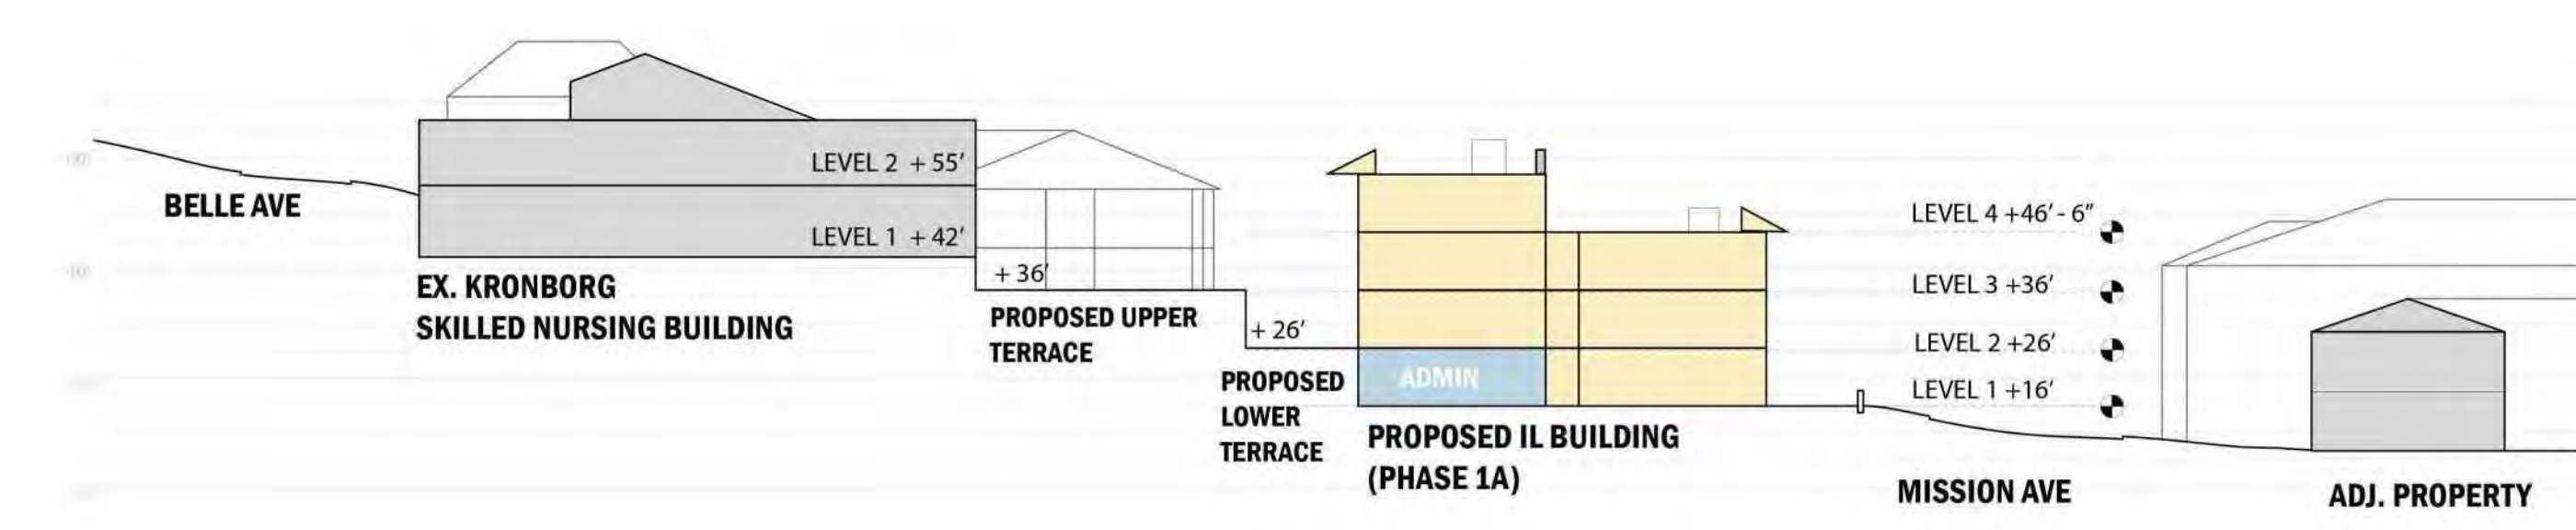 BELLE AVE
LEVEL 2 + 55'
LEVEL 1 + 42'
EX. KRONBORG
SKILLED NURSING BUILDING
+ 36'
PROPOSED UPPER
TERRACE
+ 26'
PROPOSED
LOWER
TERRACE
ADMIN
PROPOSED IL BUILDING
(PHASE 1A)
LEVEL 4 +46'- 6"
LEVEL 3 +36'
LEVEL 2 +26'
LEVEL 1 +16'
MISSION AVE
ADJ. PROPERTY